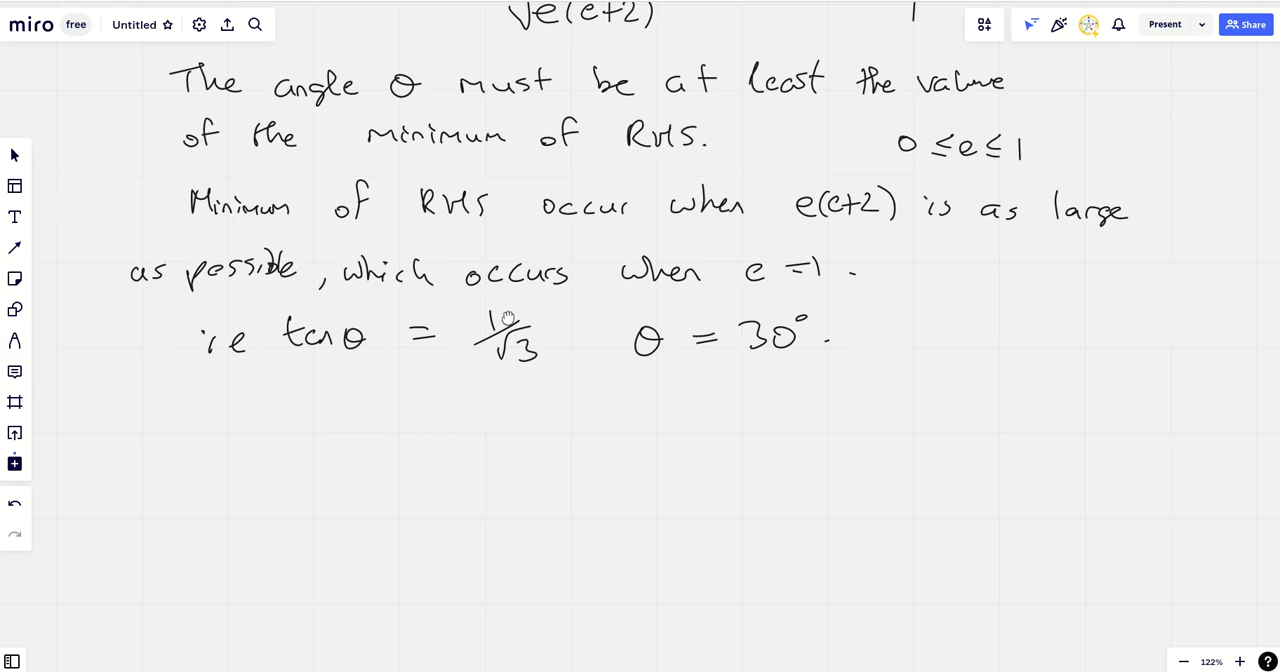 miro free Untitled Present Share
√e(e+2)
The angle θ must be at least the value
of the minimum of RHS. 0 ≤ e ≤ 1
Minimum of RHS occur when e(e+2) is as large
as possible, which occurs when e = 1.
ie tan θ = 1/√3 θ = 30°.
122%